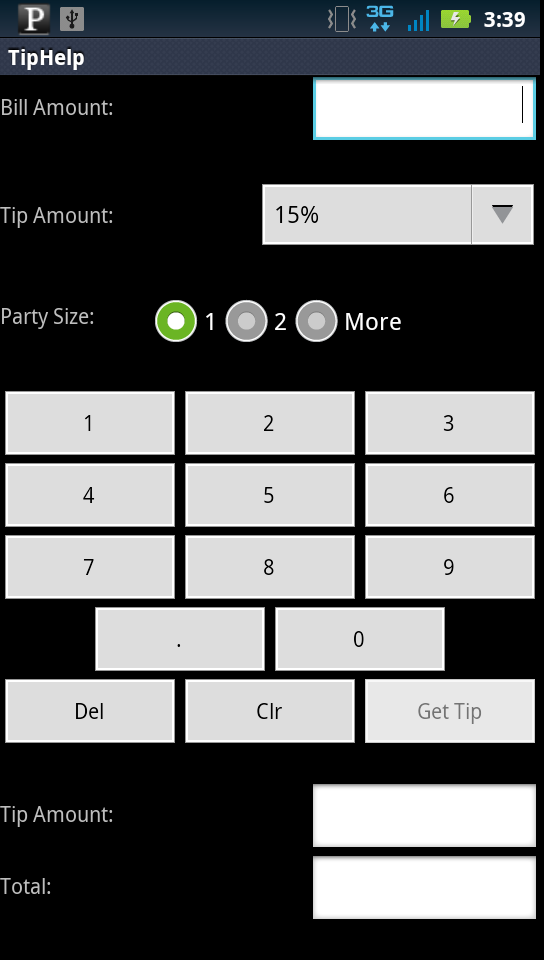 P 3G 3:39
TipHelp
Bill Amount:
Tip Amount: 15%
Party Size: 1 2 More
1 2 3
4 5 6
7 8 9
. 0
Del Clr Get Tip
Tip Amount:
Total: